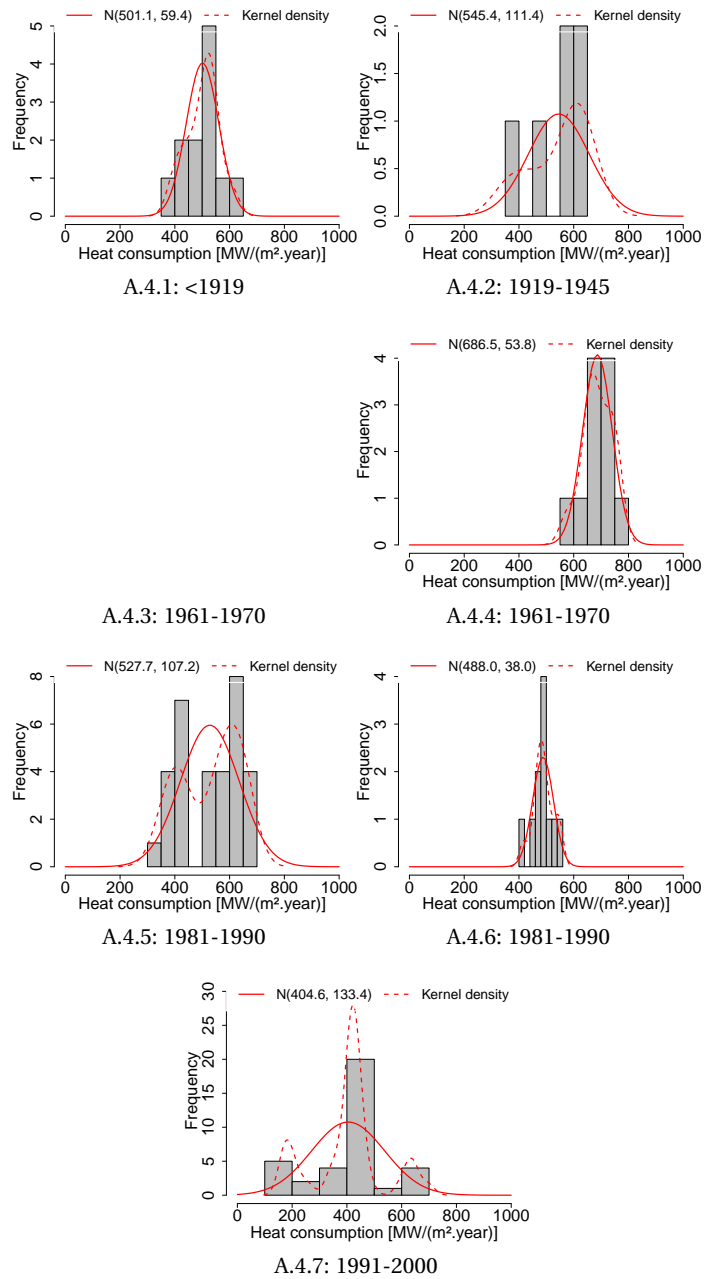 N(501.1, 59.4) Kernel density
Frequency
0 1 2 3 4 5
0 200 400 600 800 1000
Heat consumption [MW/(m².year)]
A.4.1: <1919
N(545.4, 111.4) Kernel density
Frequency
0.0 0.5 1.0 1.5 2.0
0 200 400 600 800 1000
Heat consumption [MW/(m².year)]
A.4.2: 1919-1945
A.4.3: 1961-1970
N(686.5, 53.8) Kernel density
Frequency
0 1 2 3 4
0 200 400 600 800 1000
Heat consumption [MW/(m².year)]
A.4.4: 1961-1970
N(527.7, 107.2) Kernel density
Frequency
0 2 4 6 8
0 200 400 600 800 1000
Heat consumption [MW/(m².year)]
A.4.5: 1981-1990
N(488.0, 38.0) Kernel density
Frequency
0 1 2 3 4
0 200 400 600 800 1000
Heat consumption [MW/(m².year)]
A.4.6: 1981-1990
N(404.6, 133.4) Kernel density
Frequency
0 5 10 15 20 25 30
0 200 400 600 800 1000
Heat consumption [MW/(m².year)]
A.4.7: 1991-2000